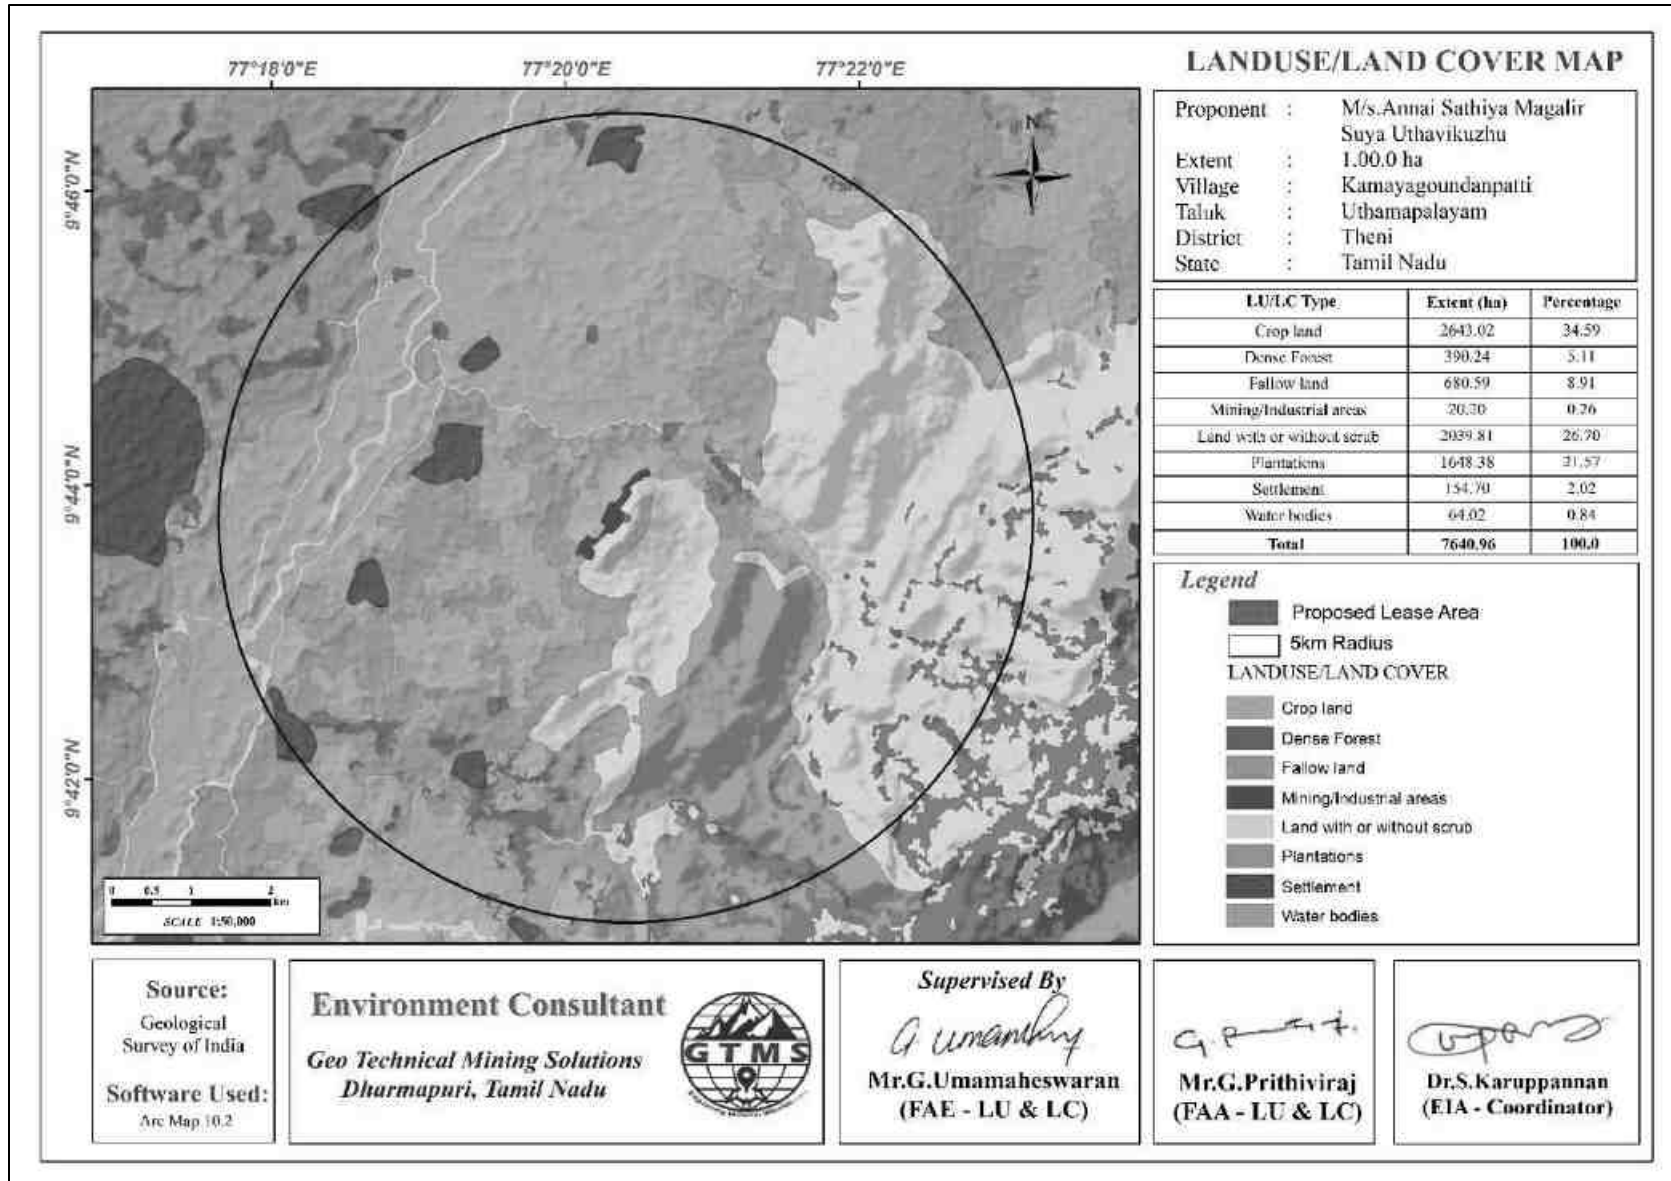 LANDUSE/LAND COVER MAP
77°18'0"E 77°20'0"E 77°22'0"E
9°46'0"N
9°44'0"N
9°42'0"N
N
0 0.5 1 2
km
SCALE 1:50,000
Proponent : M/s.Annai Sathiya Magalir
Suya Uthavikuzhu
Extent : 1.00.0 ha
Village : Kamayagoundanpatti
Taluk : Uthamapalayam
District : Theni
State : Tamil Nadu
LU/LC Type Extent (ha) Percentage
Crop land 2643.02 34.59
Dense Forest 390.24 5.11
Fallow land 680.59 8.91
Mining/Industrial areas 20.20 0.26
Land with or without scrub 2039.81 26.70
Plantations 1648.38 21.57
Settlement 154.70 2.02
Water bodies 64.02 0.84
Total 7640.96 100.0
Legend
Proposed Lease Area
5km Radius
LANDUSE/LAND COVER
Crop land
Dense Forest
Fallow land
Mining/Industrial areas
Land with or without scrub
Plantations
Settlement
Water bodies
Source:
Geological
Survey of India
Software Used:
Arc Map 10.2
Environment Consultant
Geo Technical Mining Solutions
Dharmapuri, Tamil Nadu
GTMS
Supervised By
Mr.G.Umamaheswaran
(FAE - LU & LC)
Mr.G.Prithiviraj
(FAA - LU & LC)
Dr.S.Karuppannan
(EIA - Coordinator)